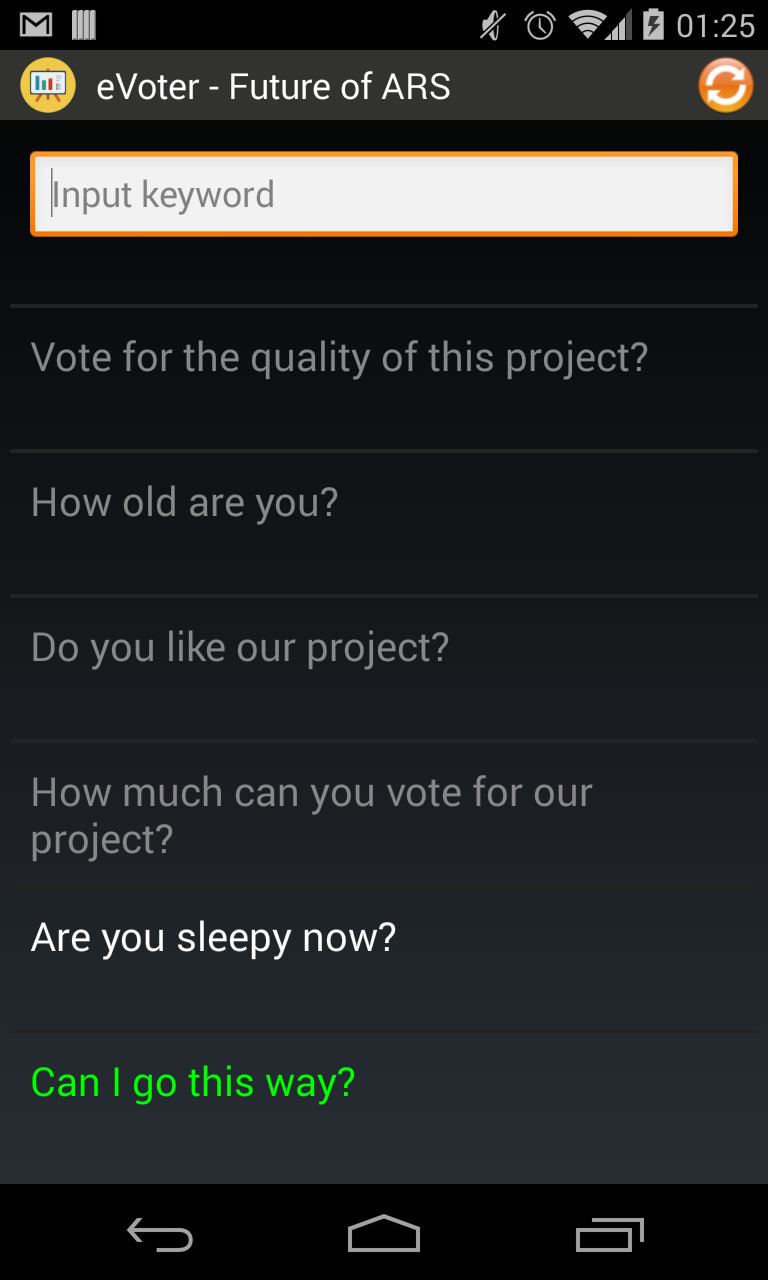 01:25
eVoter - Future of ARS
Input keyword
Vote for the quality of this project?
How old are you?
Do you like our project?
How much can you vote for our
project?
Are you sleepy now?
Can I go this way?